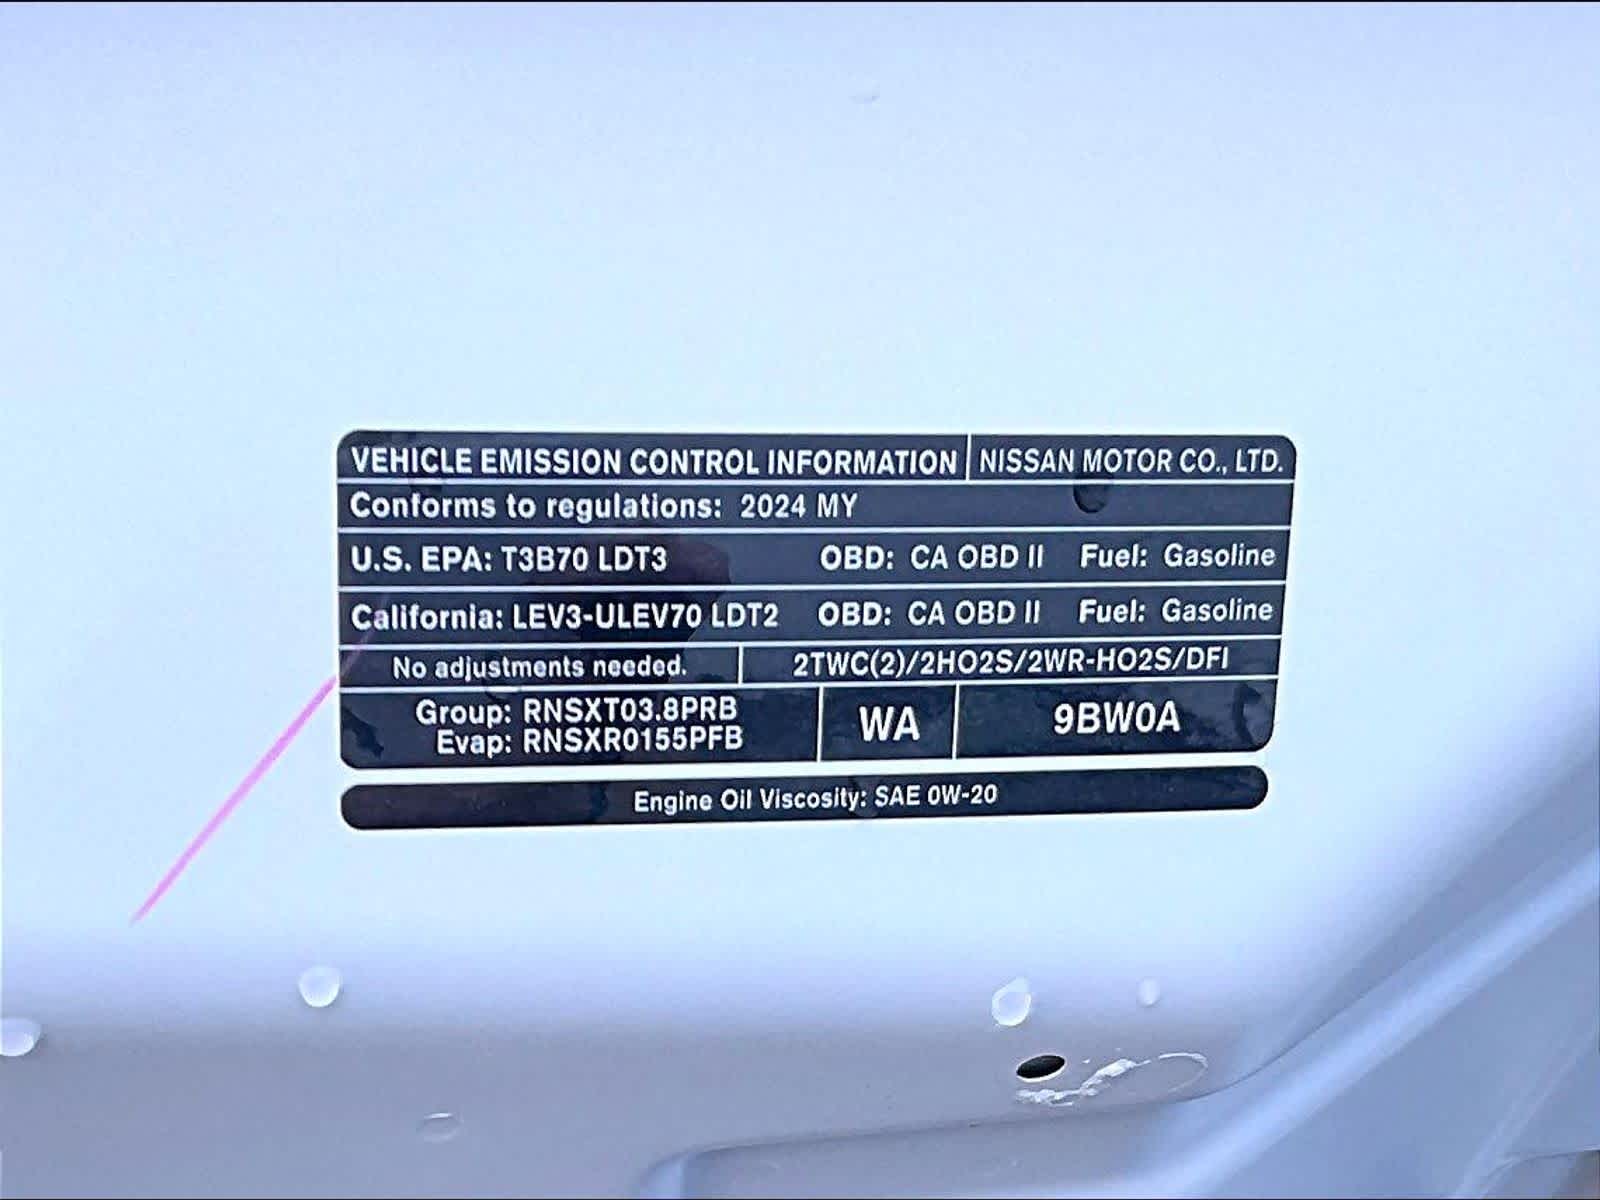 VEHICLE EMISSION CONTROL INFORMATION NISSAN MOTOR CO., LTD.
Conforms to regulations: 2024 MY
U.S. EPA: T3B70 LDT3 OBD: CA OBD II Fuel: Gasoline
California: LEV3-ULEV70 LDT2 OBD: CA OBD II Fuel: Gasoline
No adjustments needed. 2TWC(2)/2HO2S/2WR-HO2S/DFI
Group: RNSXT03.8PRB
Evap: RNSXR0155PFB
WA 9BW0A
Engine Oil Viscosity: SAE 0W-20